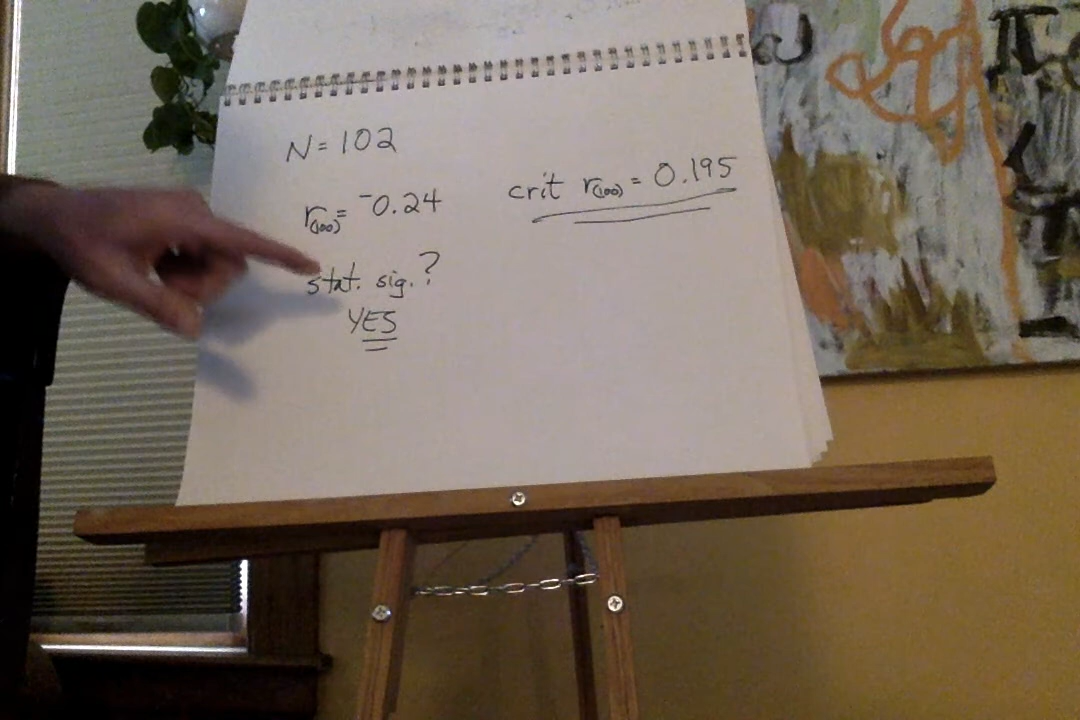 N = 102
r(100) = -0.24
stat. sig.?
YES
crit r(100) = 0.195